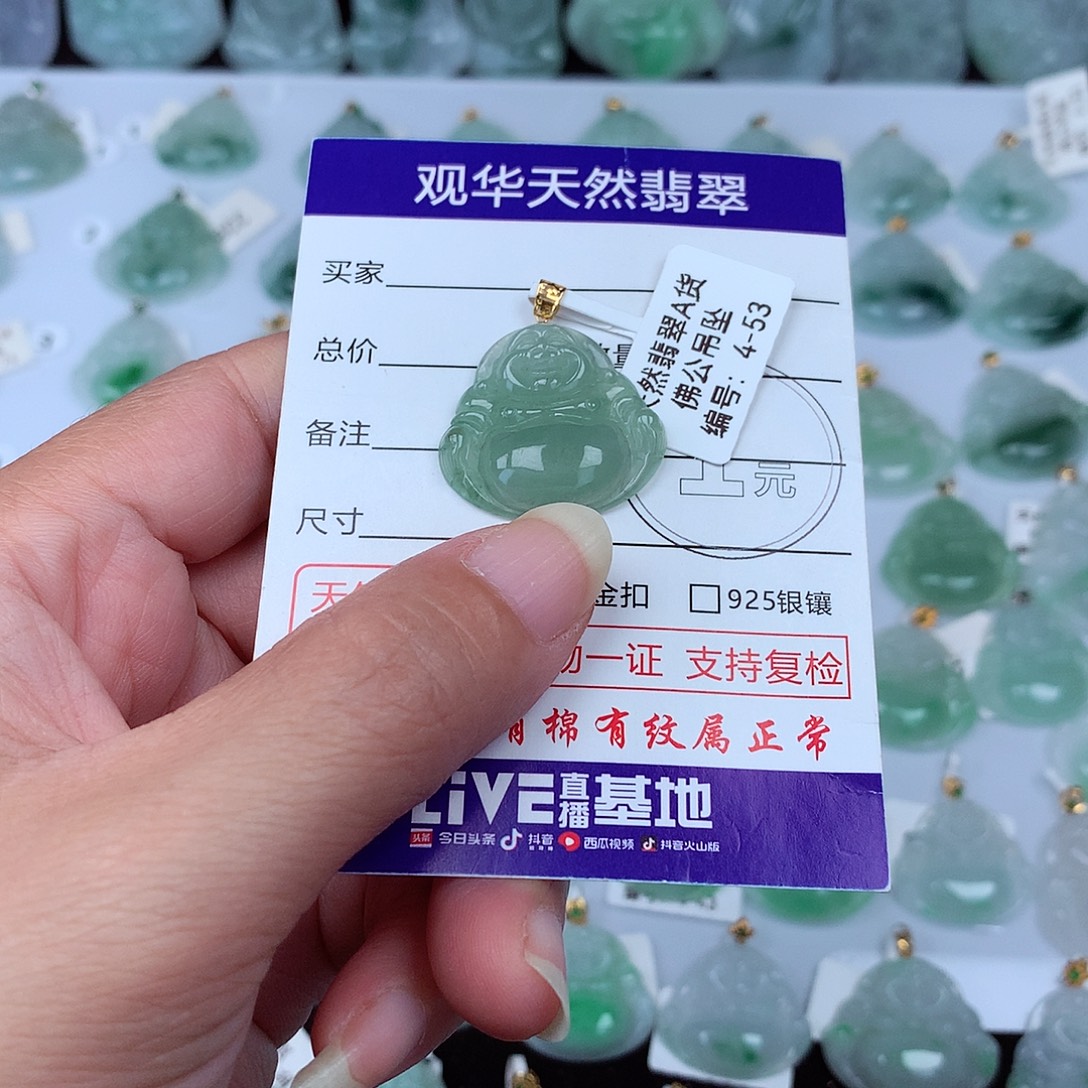 观华天然翡翠
买家
总价
然翡翠A货
佛公吊坠
编号: 4-53
备注
元
尺寸
金扣 925银镶
一证 支持复检
有棉有纹属正常
LiVE直播基地
头条 今日头条 抖音 西瓜视频 抖音火山版